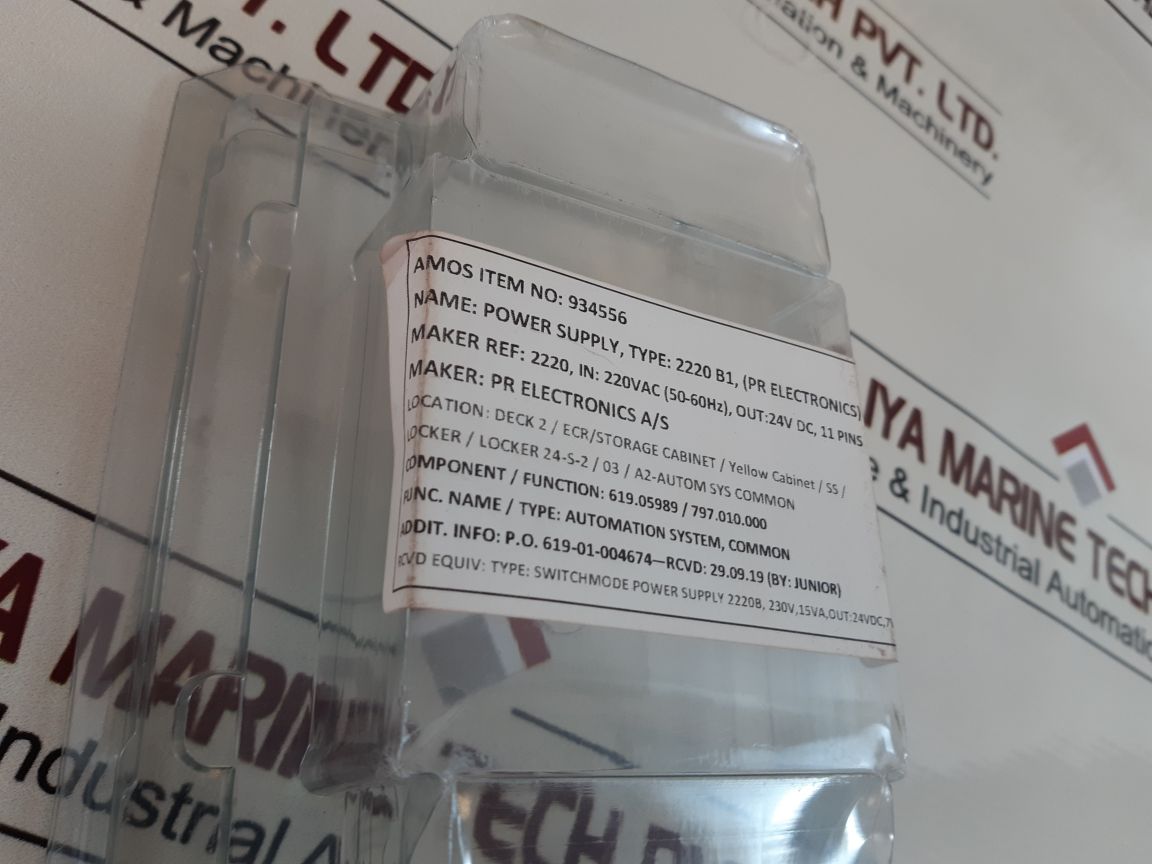 T. LTD.
& Machinery
H PVT. LTD.
& Machinery
AMOS ITEM NO: 934556
NAME: POWER SUPPLY, TYPE: 2220 B1, (PR ELECTRONICS)
MAKER REF: 2220, IN: 220VAC (50-60Hz), OUT:24V DC, 11 PINS
MAKER: PR ELECTRONICS A/S
LOCATION: DECK 2 / ECR/STORAGE CABINET / Yellow Cabinet / SS /
LOCKER / LOCKER 24-S-2 / 03 / A2-AUTOM SYS COMMON
COMPONENT / FUNCTION: 619.05989 / 797.010.000
FUNC. NAME / TYPE: AUTOMATION SYSTEM, COMMON
ADDIT. INFO: P.O. 619-01-004674—RCVD: 29.09.19 (BY: JUNIOR)
RCVD EQUIV: TYPE: SWITCHMODE POWER SUPPLY 2220B, 230V,15VA,OUT:24VDC,
IYA MARINE TECH
e & Industrial Automatic
YA MARINE TECH
Industrial A